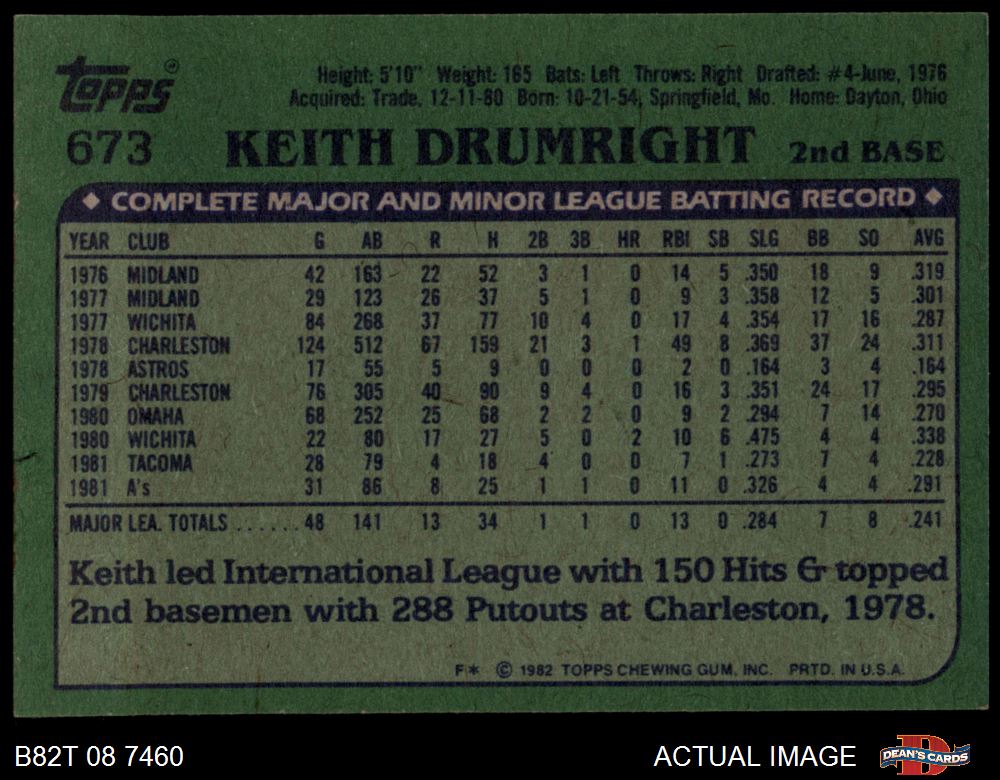 Topps®
Height: 5'10" Weight: 165 Bats: Left Throws: Right Drafted: #4-June, 1976
Acquired: Trade, 12-11-80 Born: 10-21-54, Springfield, Mo. Home: Dayton, Ohio
673 KEITH DRUMRIGHT 2nd BASE
◆ COMPLETE MAJOR AND MINOR LEAGUE BATTING RECORD ◆
YEAR CLUB G AB R H 2B 3B HR RBI SB SLG BB SO AVG
1976 MIDLAND 42 163 22 52 3 1 0 14 5 .350 18 9 .319
1977 MIDLAND 29 123 26 37 5 1 0 9 3 .358 12 5 .301
1977 WICHITA 84 268 37 77 10 4 0 17 4 .354 17 16 .287
1978 CHARLESTON 124 512 67 159 21 3 1 49 8 .369 37 24 .311
1978 ASTROS 17 55 5 9 0 0 0 2 0 .164 3 4 .164
1979 CHARLESTON 76 305 40 90 9 4 0 16 3 .351 24 17 .295
1980 OMAHA 68 252 25 68 2 2 0 9 2 .294 7 14 .270
1980 WICHITA 22 80 17 27 5 0 2 10 6 .475 4 4 .338
1981 TACOMA 28 79 4 18 4 0 0 7 1 .273 7 4 .228
1981 A's 31 86 8 25 1 1 0 11 0 .326 4 4 .291
MAJOR LEA. TOTALS ...... 48 141 13 34 1 1 0 13 0 .284 7 8 .241
Keith led International League with 150 Hits & topped
2nd basemen with 288 Putouts at Charleston, 1978.
F* © 1982 TOPPS CHEWING GUM, INC. PRTD. IN U.S.A.
B82T 08 7460 ACTUAL IMAGE DEAN'S CARDS